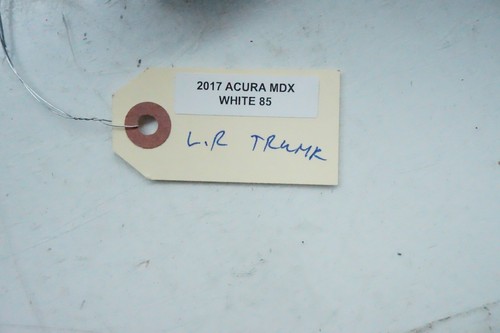 2017 ACURA MDX
WHITE 85
L.R TRUNK